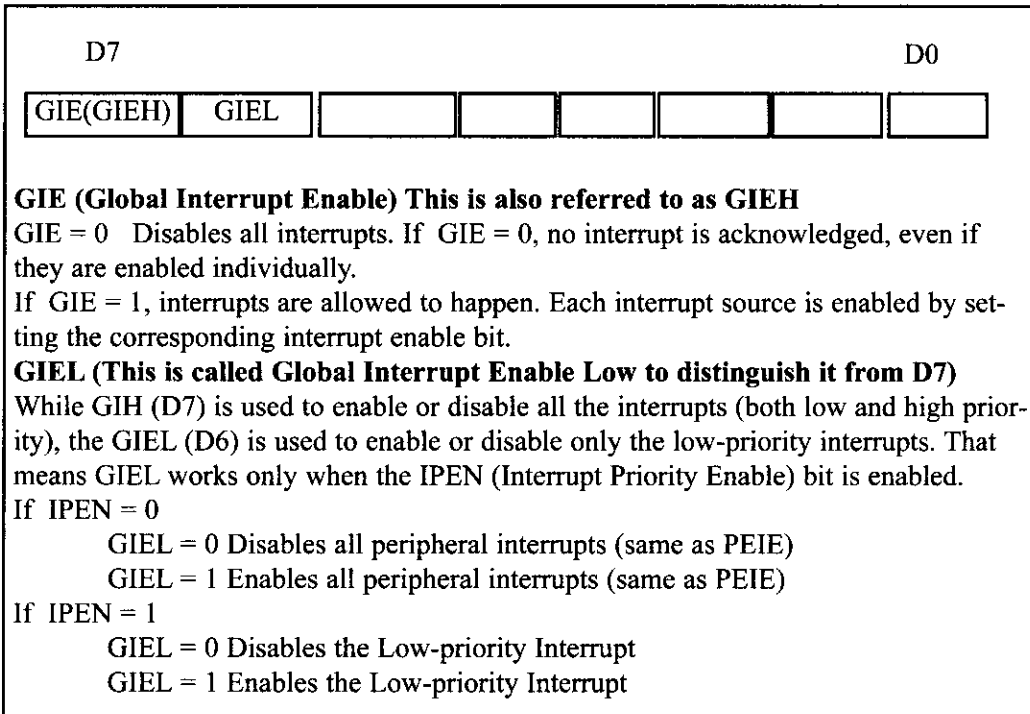 D7 D0
GIE(GIEH) GIEL
GIE (Global Interrupt Enable) This is also referred to as GIEH
GIE = 0 Disables all interrupts. If GIE = 0, no interrupt is acknowledged, even if
they are enabled individually.
If GIE = 1, interrupts are allowed to happen. Each interrupt source is enabled by set-
ting the corresponding interrupt enable bit.
GIEL (This is called Global Interrupt Enable Low to distinguish it from D7)
While GIH (D7) is used to enable or disable all the interrupts (both low and high prior-
ity), the GIEL (D6) is used to enable or disable only the low-priority interrupts. That
means GIEL works only when the IPEN (Interrupt Priority Enable) bit is enabled.
If IPEN = 0
GIEL = 0 Disables all peripheral interrupts (same as PEIE)
GIEL = 1 Enables all peripheral interrupts (same as PEIE)
If IPEN = 1
GIEL = 0 Disables the Low-priority Interrupt
GIEL = 1 Enables the Low-priority Interrupt